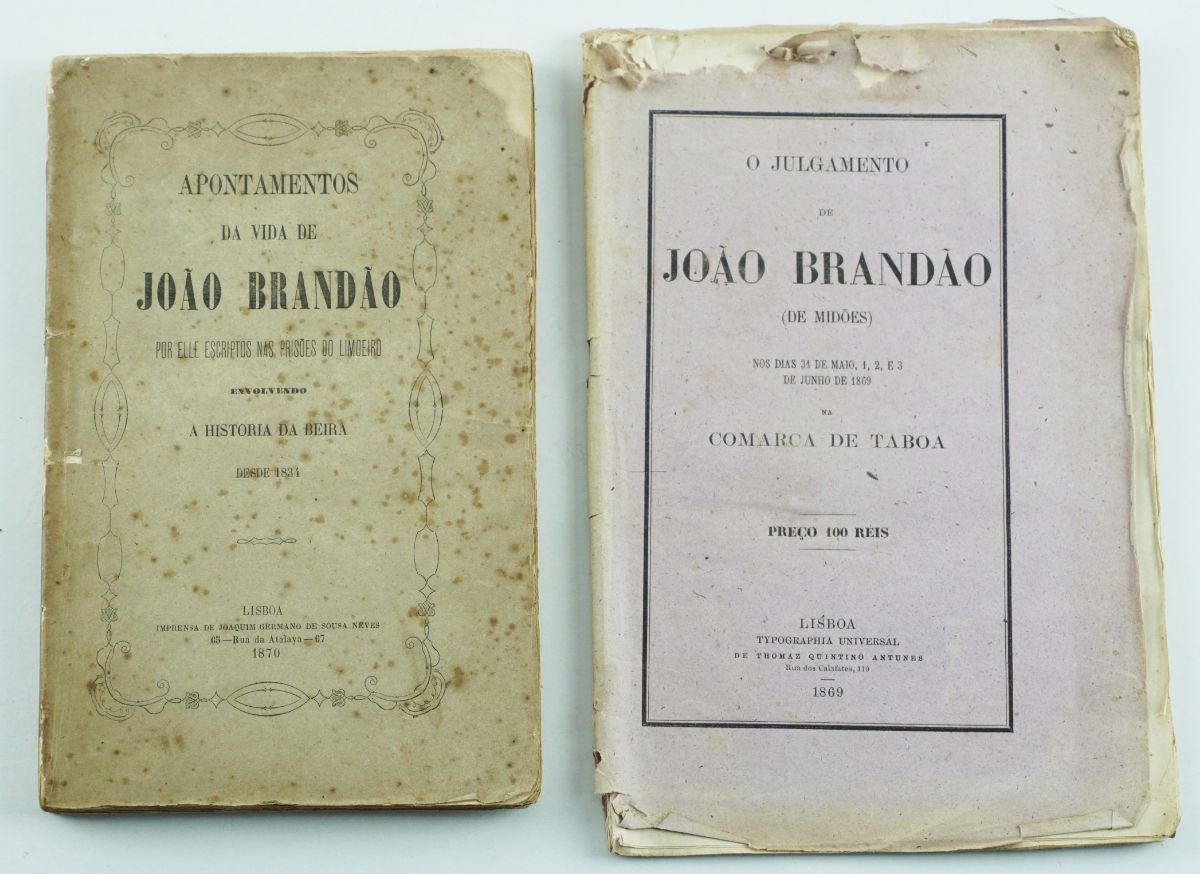 APONTAMENTOS
DA VIDA DE
JOÃO BRANDÃO
POR ELLE ESCRIPTOS NAS PRISÕES DO LIMOEIRO
ENVOLVENDO
A HISTORIA DA BEIRA
DESDE 1834
LISBOA
IMPRENSA DE JOAQUIM GERMANO DE SOUSA NEVES
65—Rua da Atalaya—67
1870
O JULGAMENTO
DE
JOÃO BRANDÃO
(DE MIDÕES)
NOS DIAS 31 DE MAIO, 1, 2, E 3
DE JUNHO DE 1869
NA
COMARCA DE TABOA
PREÇO 100 REIS
LISBOA
TYPOGRAPHIA UNIVERSAL
DE THOMAZ QUINTINO ANTUNES
Rua dos Calafates, 110
1869